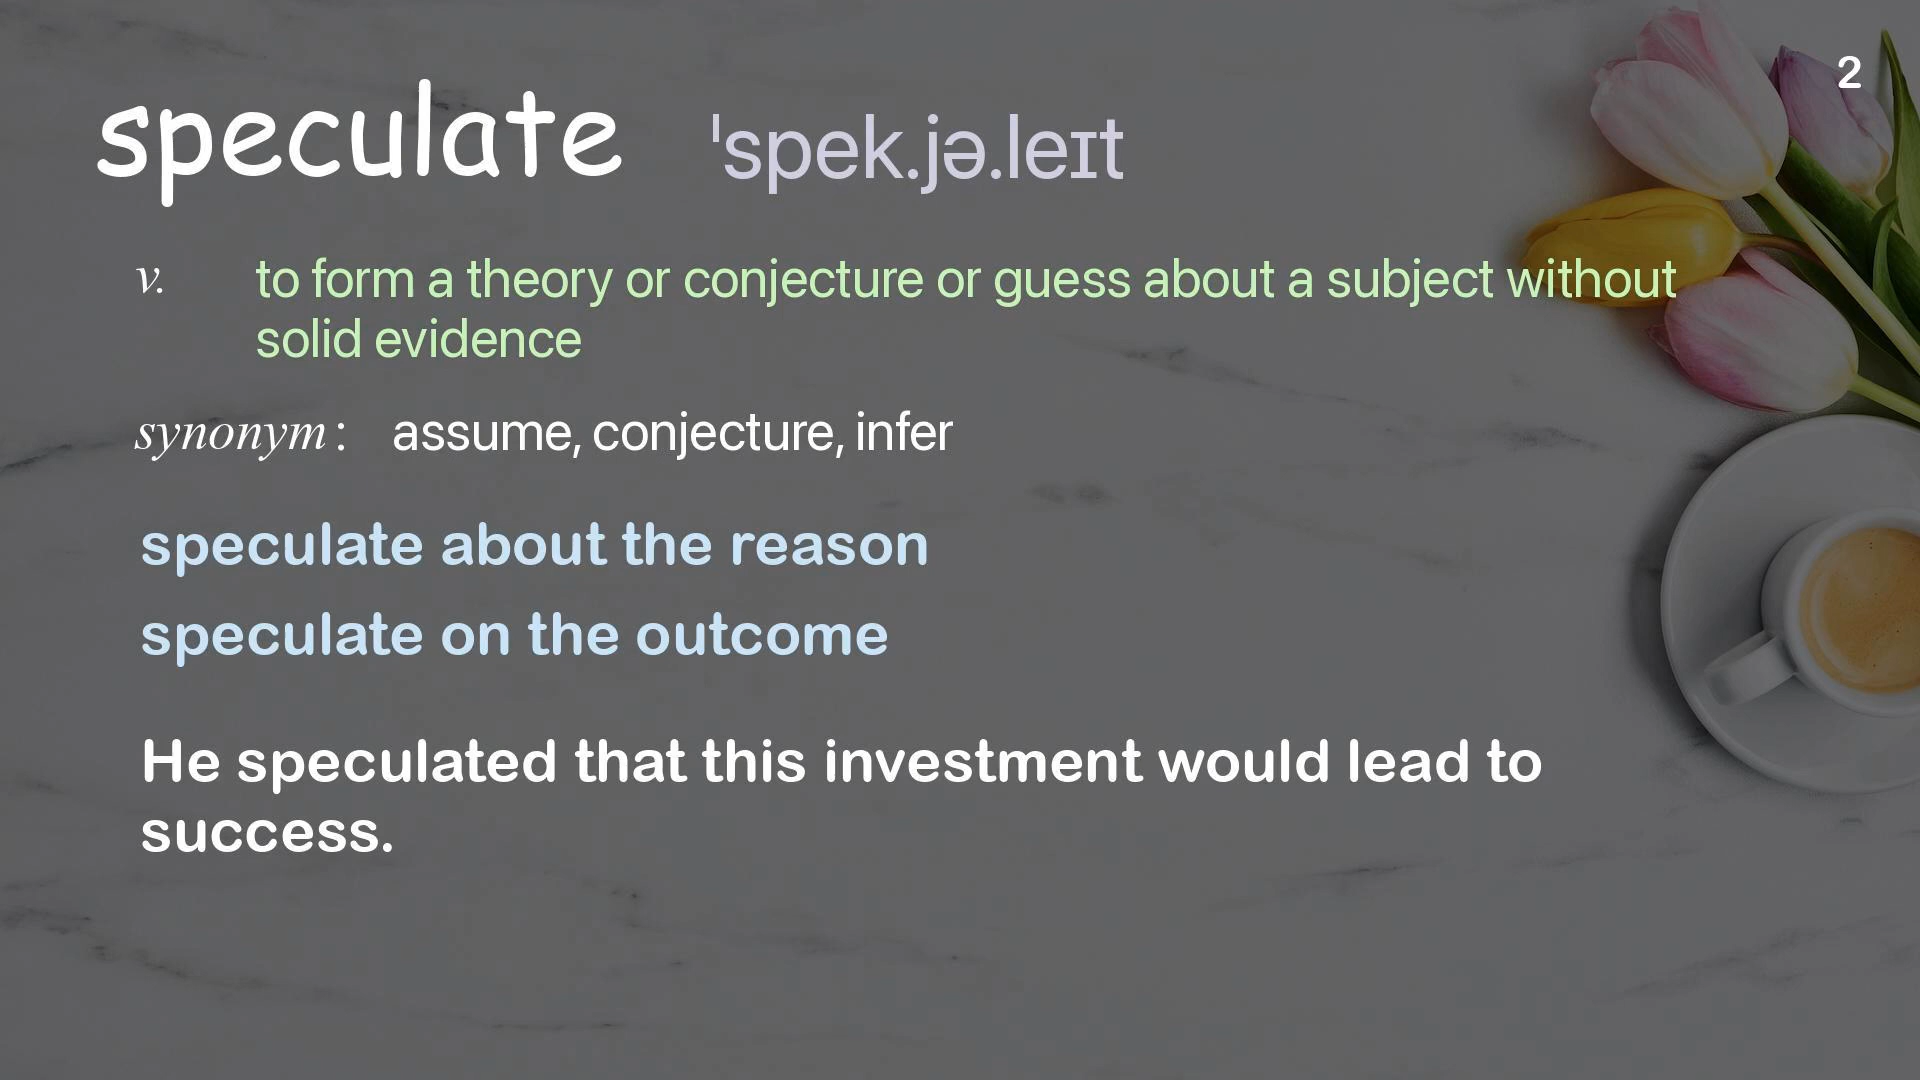 2
speculate ˈspek.jə.leɪt
v. to form a theory or conjecture or guess about a subject without
solid evidence
synonym: assume, conjecture, infer
speculate about the reason
speculate on the outcome
He speculated that this investment would lead to
success.